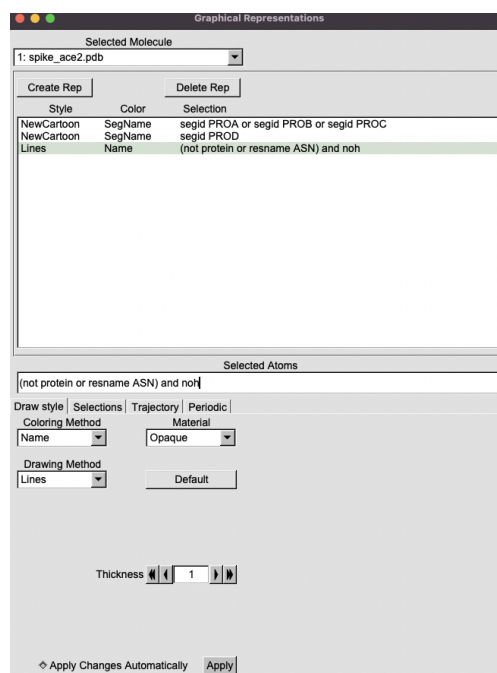 Graphical Representations
Selected Molecule
1: spike_ace2.pdb
Create Rep Delete Rep
Style Color Selection
NewCartoon SegName segid PROA or segid PROB or segid PROC
NewCartoon SegName segid PROD
Lines Name (not protein or resname ASN) and noh
Selected Atoms
(not protein or resname ASN) and noh
Draw style Selections Trajectory Periodic
Coloring Method Material
Name Opaque
Drawing Method
Lines Default
Thickness 1
Apply Changes Automatically Apply